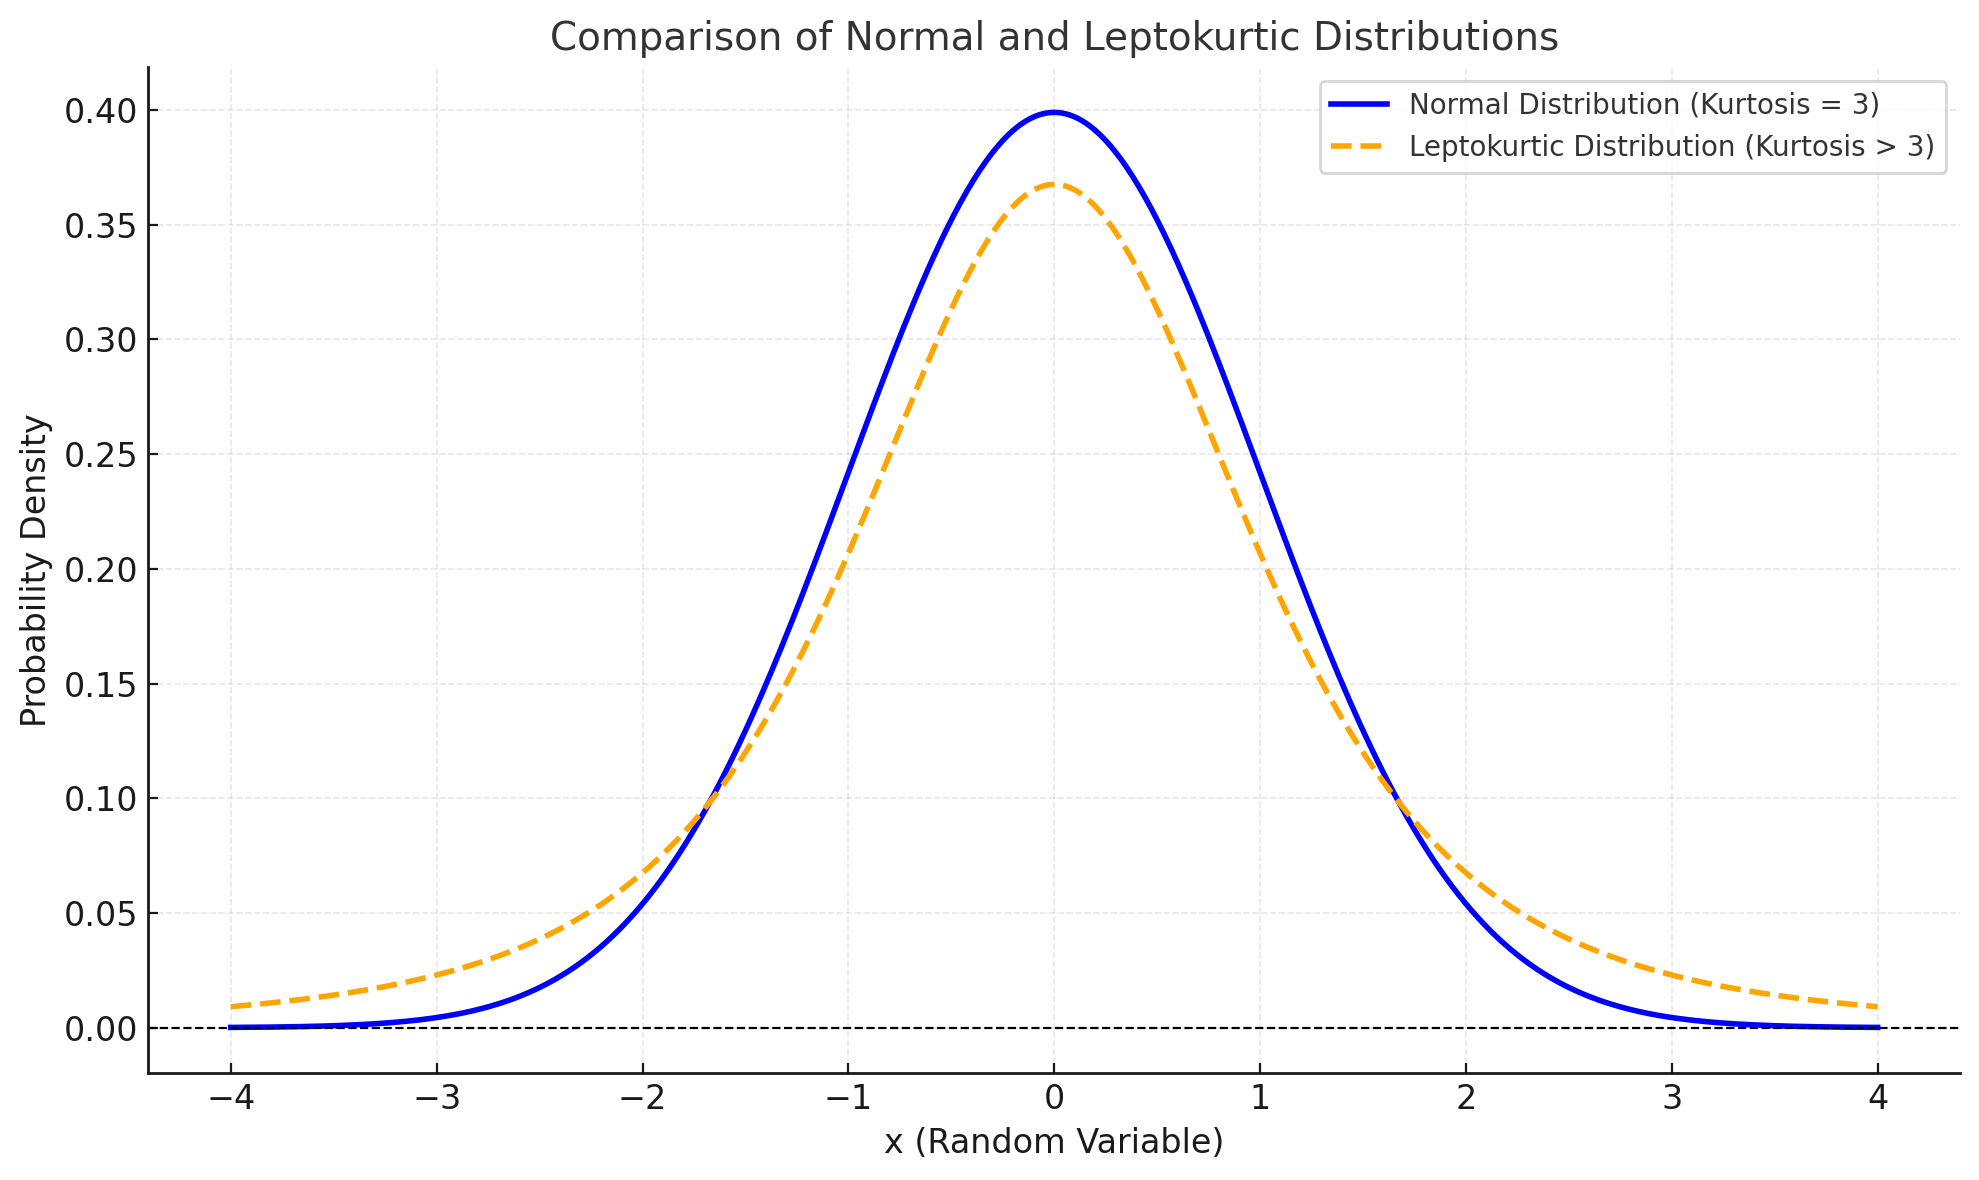 Comparison of Normal and Leptokurtic Distributions
Normal Distribution (Kurtosis = 3)
Leptokurtic Distribution (Kurtosis > 3)
Probability Density
0.40
0.35
0.30
0.25
0.20
0.15
0.10
0.05
0.00
−4 −3 −2 −1 0 1 2 3 4
x (Random Variable)